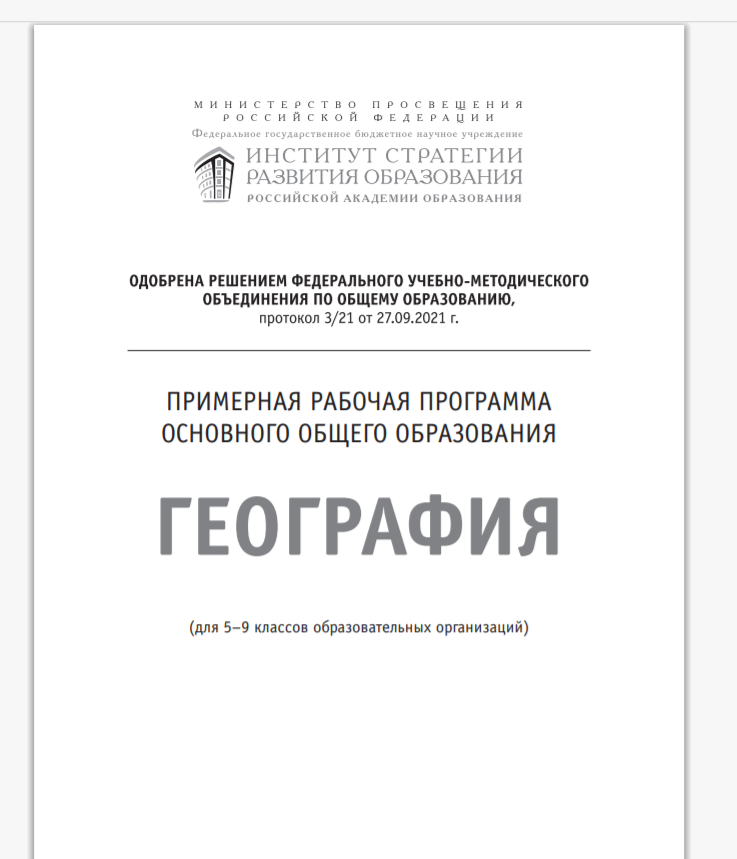 МИНИСТЕРСТВО ПРОСВЕЩЕНИЯ
РОССИЙСКОЙ ФЕДЕРАЦИИ
Федеральное государственное бюджетное научное учреждение
ИНСТИТУТ СТРАТЕГИИ
РАЗВИТИЯ ОБРАЗОВАНИЯ
РОССИЙСКОЙ АКАДЕМИИ ОБРАЗОВАНИЯ
ОДОБРЕНА РЕШЕНИЕМ ФЕДЕРАЛЬНОГО УЧЕБНО-МЕТОДИЧЕСКОГО
ОБЪЕДИНЕНИЯ ПО ОБЩЕМУ ОБРАЗОВАНИЮ,
протокол 3/21 от 27.09.2021 г.
ПРИМЕРНАЯ РАБОЧАЯ ПРОГРАММА
ОСНОВНОГО ОБЩЕГО ОБРАЗОВАНИЯ
ГЕОГРАФИЯ
(для 5–9 классов образовательных организаций)